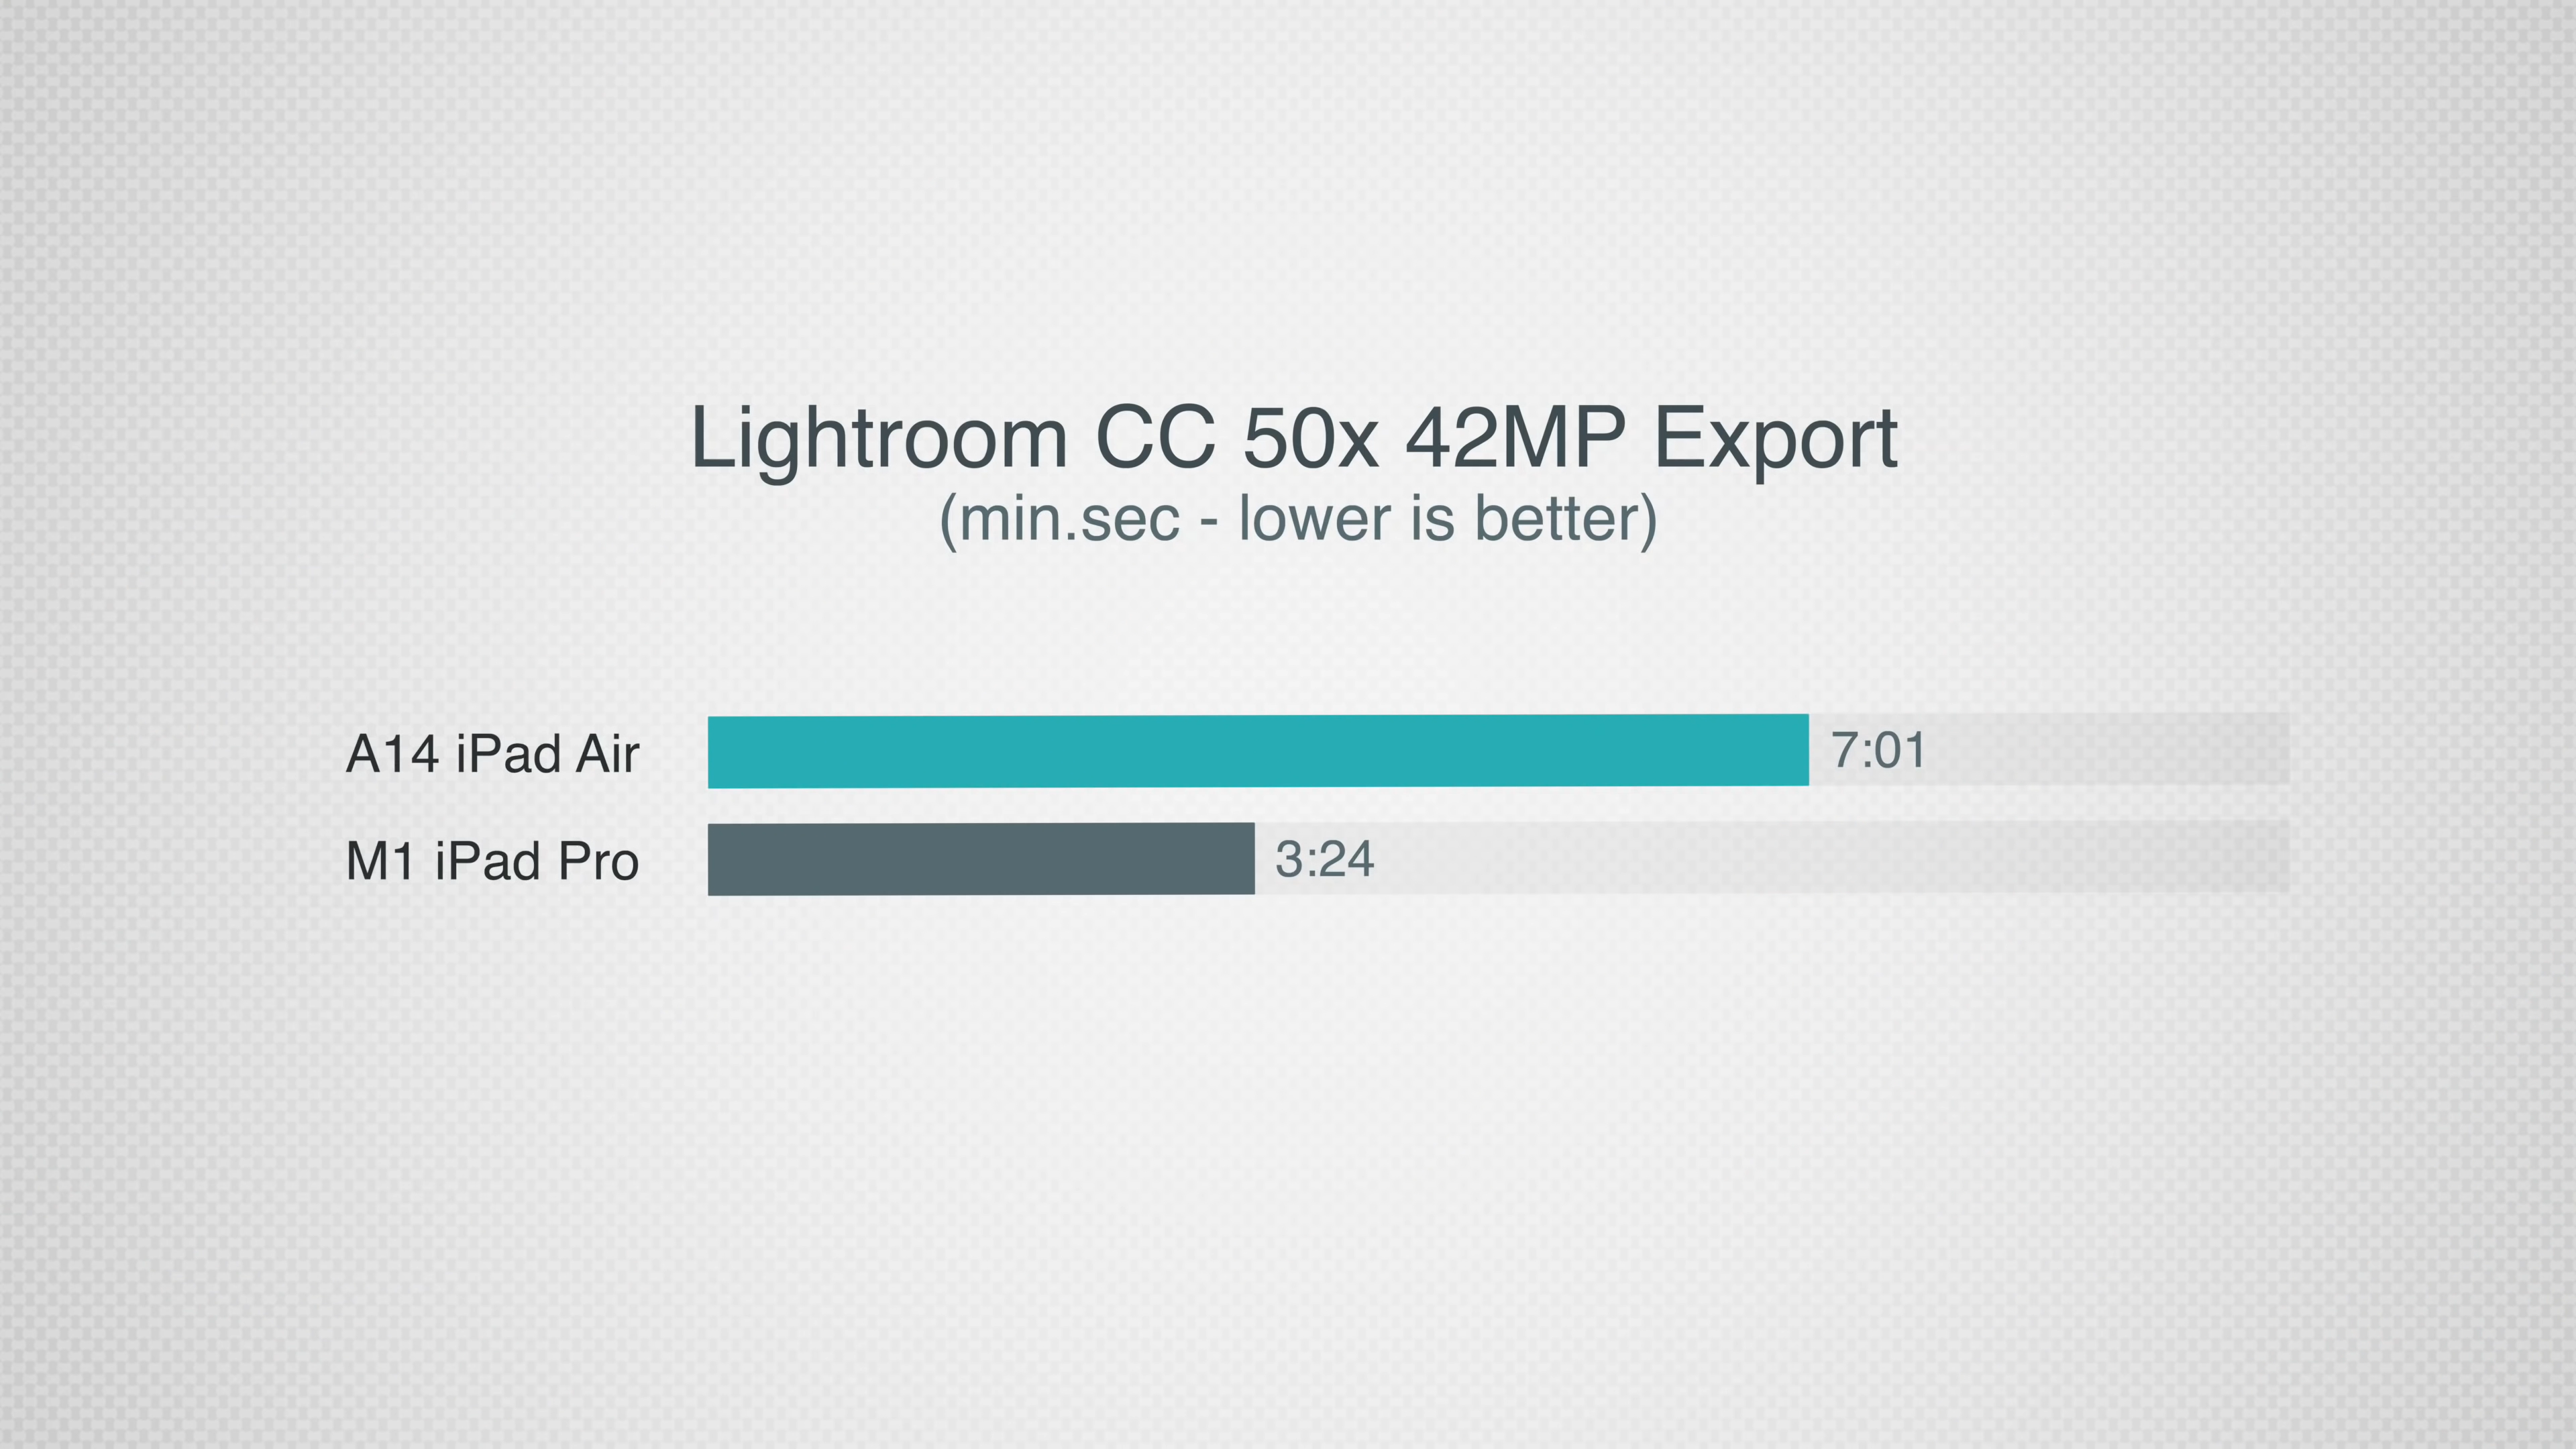 Lightroom CC 50x 42MP Export
(min.sec - lower is better)
A14 iPad Air 7:01
M1 iPad Pro 3:24